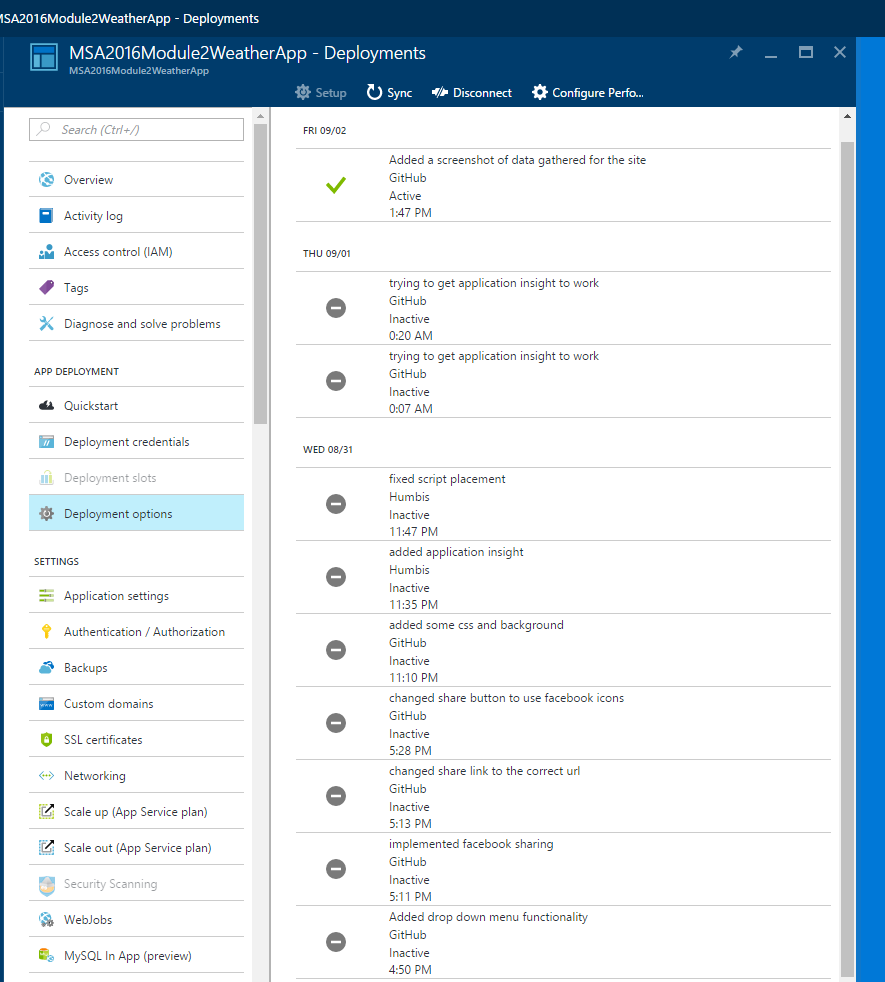 MSA2016Module2WeatherApp - Deployments
MSA2016Module2WeatherApp - Deployments
MSA2016Module2WeatherApp
Setup
Sync
Disconnect
Configure Perfo...
Search (Ctrl+/)
Overview
Activity log
Access control (IAM)
Tags
Diagnose and solve problems
APP DEPLOYMENT
Quickstart
Deployment credentials
Deployment slots
Deployment options
SETTINGS
Application settings
Authentication / Authorization
Backups
Custom domains
SSL certificates
Networking
Scale up (App Service plan)
Scale out (App Service plan)
Security Scanning
WebJobs
MySQL In App (preview)
FRI 09/02
Added a screenshot of data gathered for the site
GitHub
Active
1:47 PM
THU 09/01
trying to get application insight to work
GitHub
Inactive
0:20 AM
trying to get application insight to work
GitHub
Inactive
0:07 AM
WED 08/31
fixed script placement
Humbis
Inactive
11:47 PM
added application insight
Humbis
Inactive
11:35 PM
added some css and background
GitHub
Inactive
11:10 PM
changed share button to use facebook icons
GitHub
Inactive
5:28 PM
changed share link to the correct url
GitHub
Inactive
5:13 PM
implemented facebook sharing
GitHub
Inactive
5:11 PM
Added drop down menu functionality
GitHub
Inactive
4:50 PM